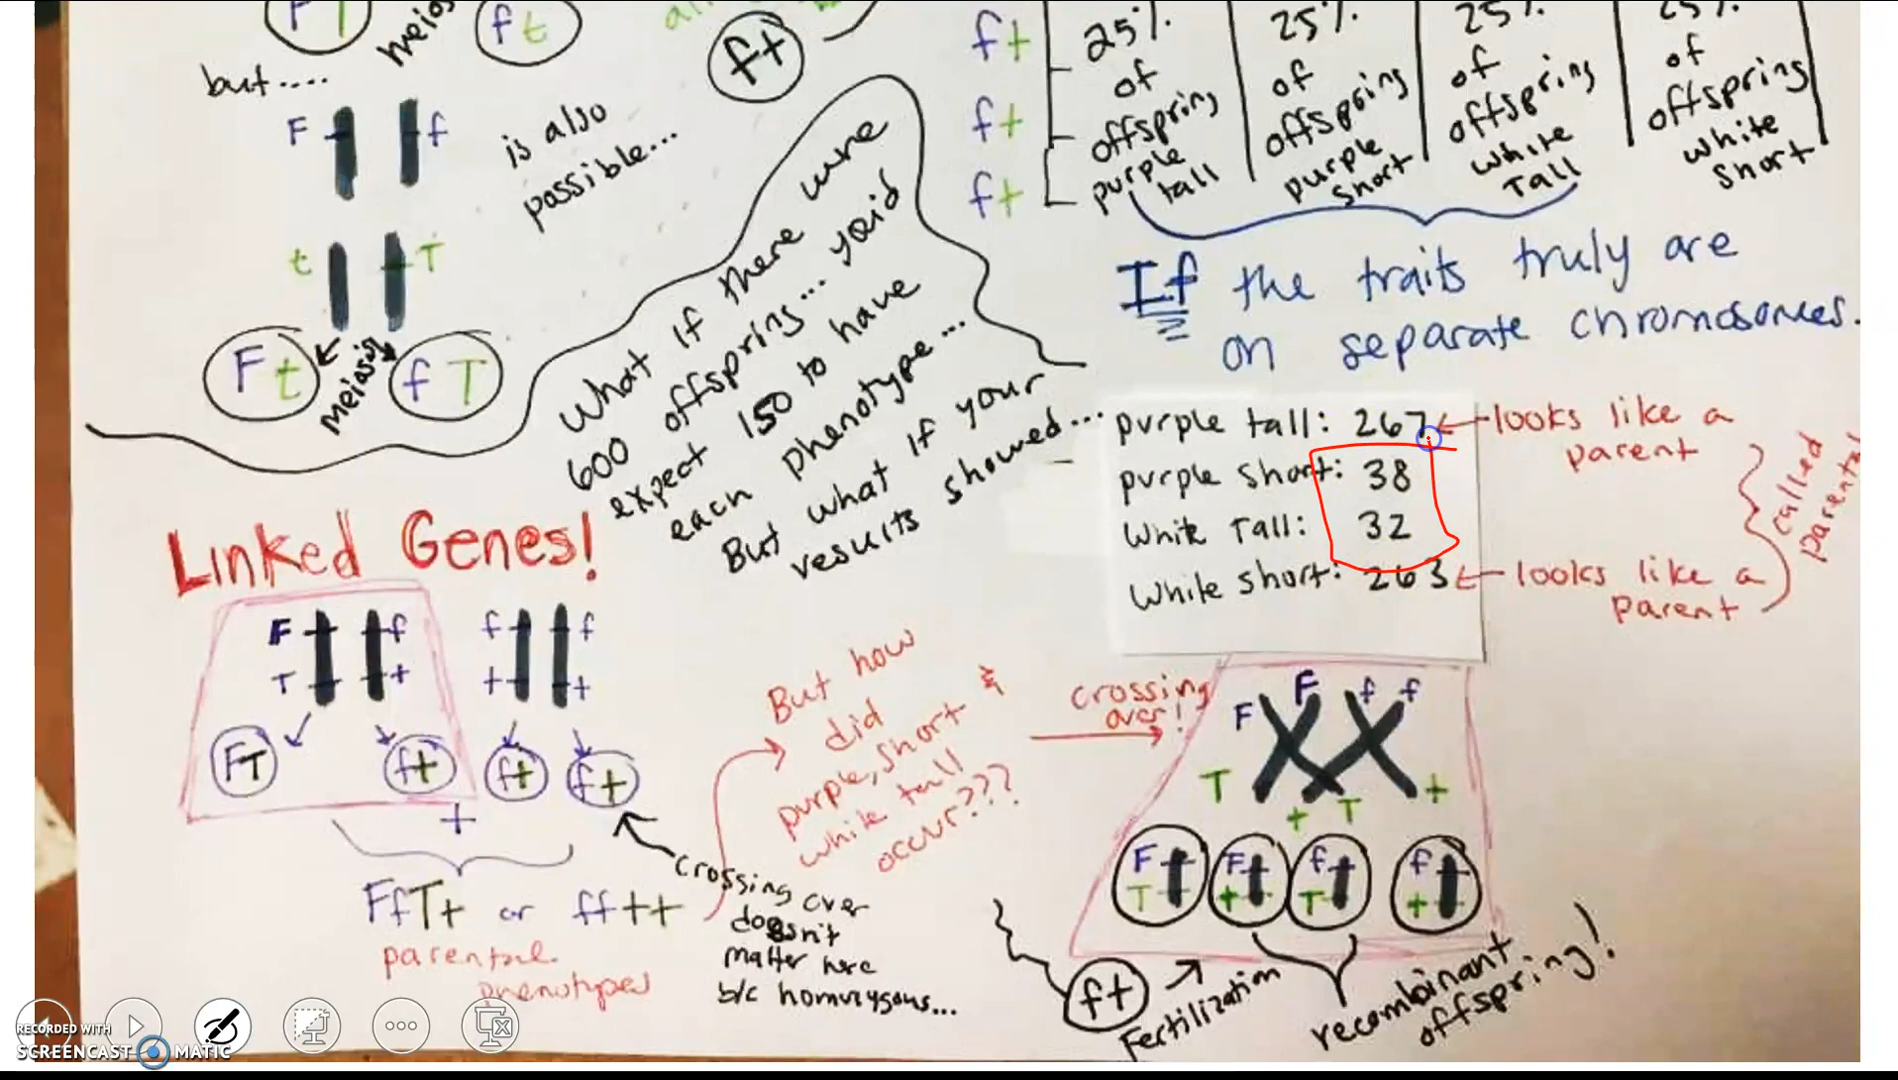 F T
meios
f t
but....
F f
is also
possible...
t T
F t
meiosis
f T
ft
ft
ft
ft
25%
of
offspring
purple
tall
25%
of
offspring
purple
short
25%
of
offspring
white
Tall
25%
of
offspring
white
short
If the traits truly are
on separate chromosomes.
What if there were
600 offspring... you'd
expect 150 to have
each phenotype...
But what if your
results showed...
purple tall: 267
purple short: 38
White Tall: 32
White short: 263
looks like a
parent
looks like a
parent
called
parental
Linked Genes!
F f
T t
f f
t t
FT
ft
ft
ft
+
FfTt or fftt
parental
phenotypes
crossing over
doesn't
matter here
b/c homozygous...
But how
did
purple, short &
white tall
occur???
crossing
over!
F F f f
T t T t
F
T
F
t
f
T
f
t
ft
Fertilization
recombinant
offspring!
RECORDED WITH
SCREENCAST MATIC